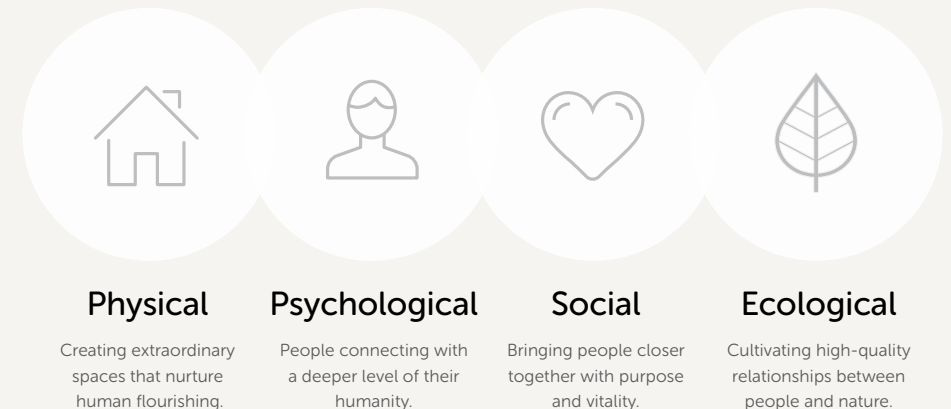 Physical
Creating extraordinary
spaces that nurture
human flourishing.
Psychological
People connecting with
a deeper level of their
humanity.
Social
Bringing people closer
together with purpose
and vitality.
Ecological
Cultivating high-quality
relationships between
people and nature.